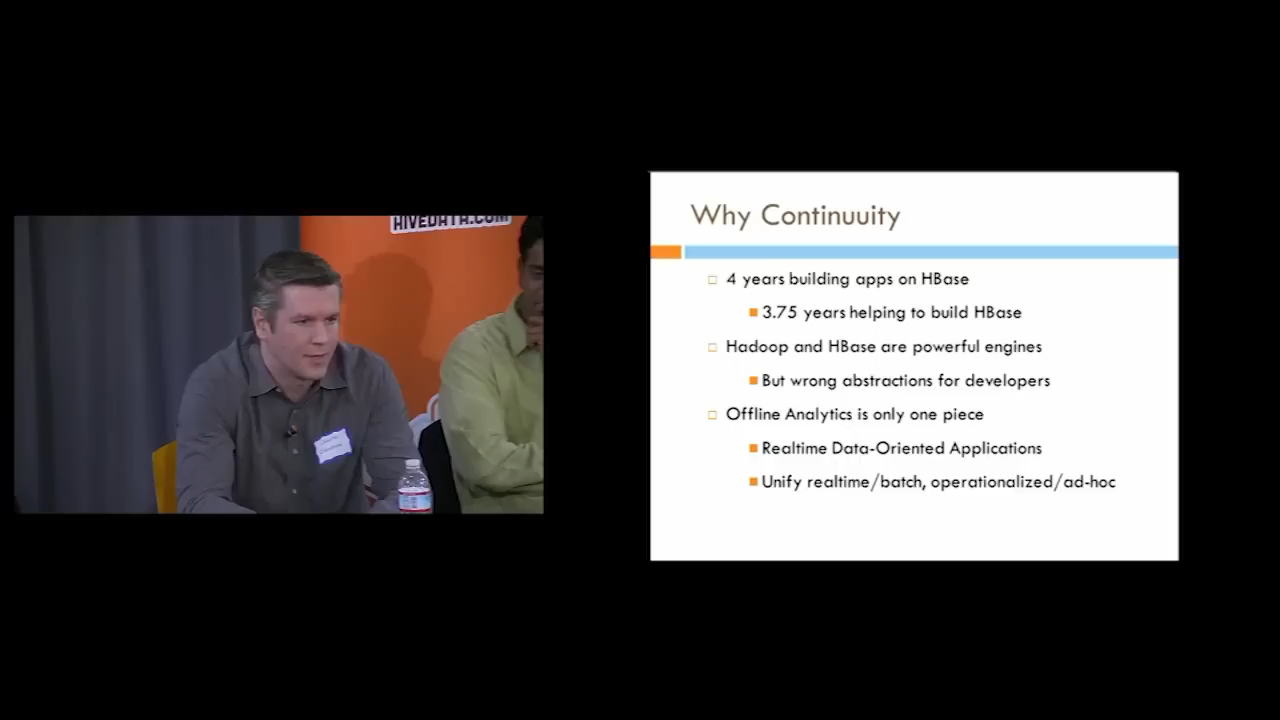 HIVEDATA.COM
Why Continuuity
4 years building apps on HBase
3.75 years helping to build HBase
Hadoop and HBase are powerful engines
But wrong abstractions for developers
Offline Analytics is only one piece
Realtime Data-Oriented Applications
Unify realtime/batch, operationalized/ad-hoc